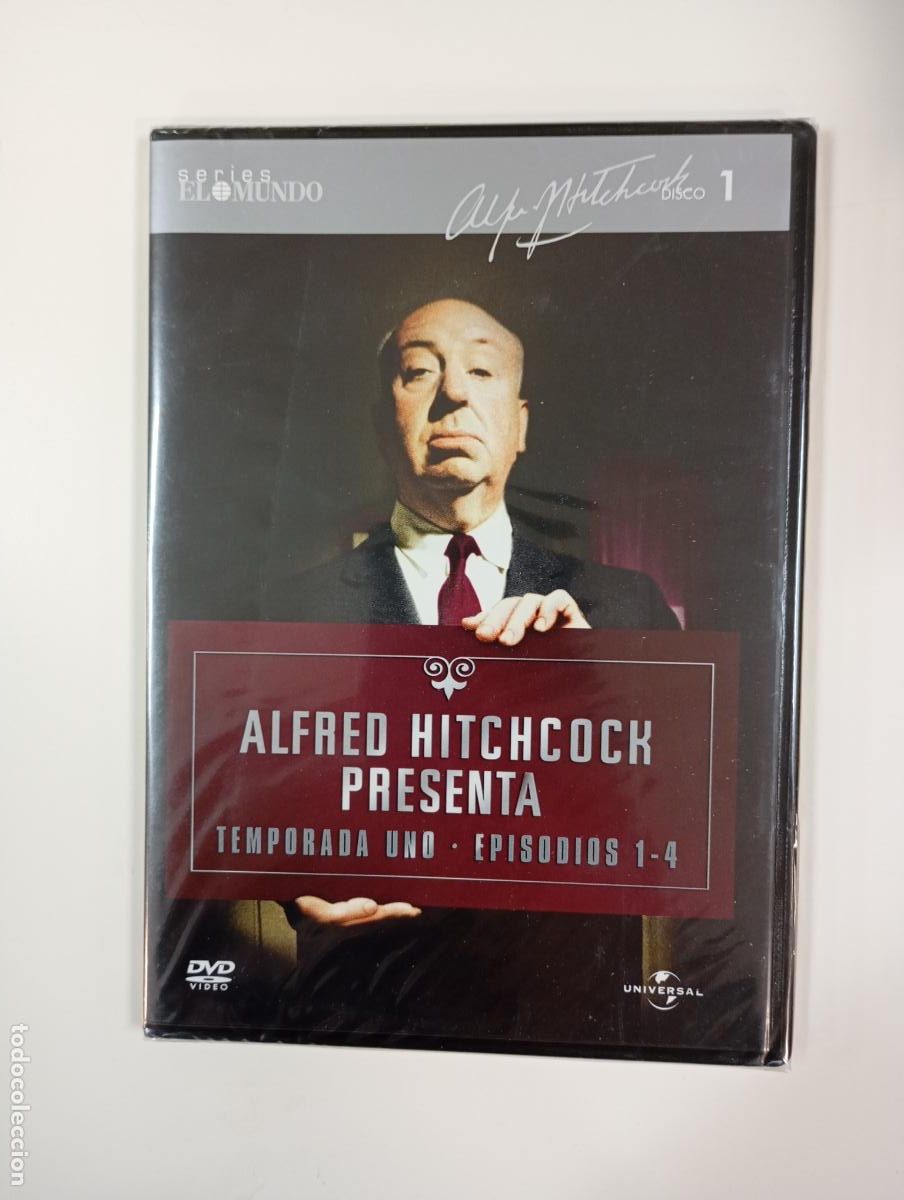 series
EL MUNDO
Alfred Hitchcock
DISCO 1
ALFRED HITCHCOCK
PRESENTA
TEMPORADA UNO · EPISODIOS 1-4
DVD
VIDEO
UNIVERSAL
todocoleccion